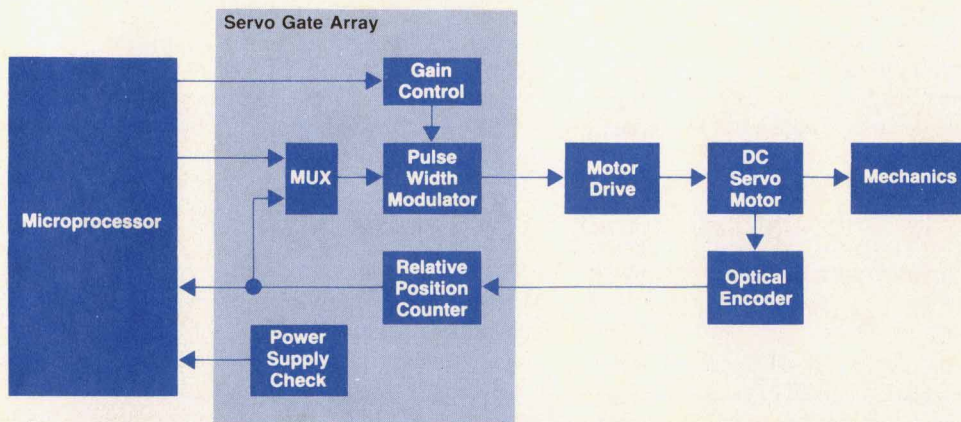 Servo Gate Array
Microprocessor
Gain
Control
MUX
Pulse
Width
Modulator
Motor
Drive
DC
Servo
Motor
Mechanics
Relative
Position
Counter
Optical
Encoder
Power
Supply
Check